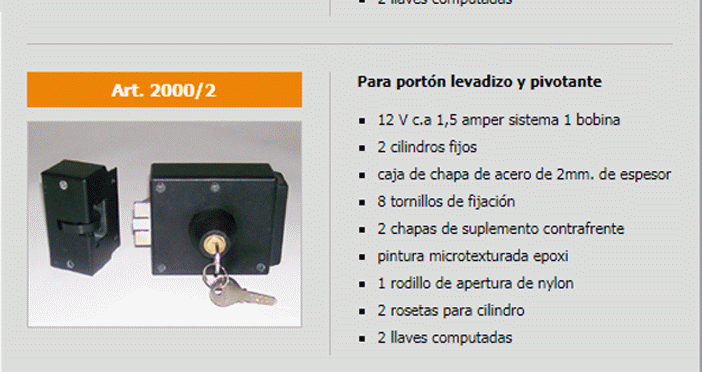 2 llaves computadas
Art. 2000/2
Para portón levadizo y pivotante
12 V c.a 1,5 amper sistema 1 bobina
2 cilindros fijos
caja de chapa de acero de 2mm. de espesor
8 tornillos de fijación
2 chapas de suplemento contrafrente
pintura microtexturada epoxi
1 rodillo de apertura de nylon
2 rosetas para cilindro
2 llaves computadas